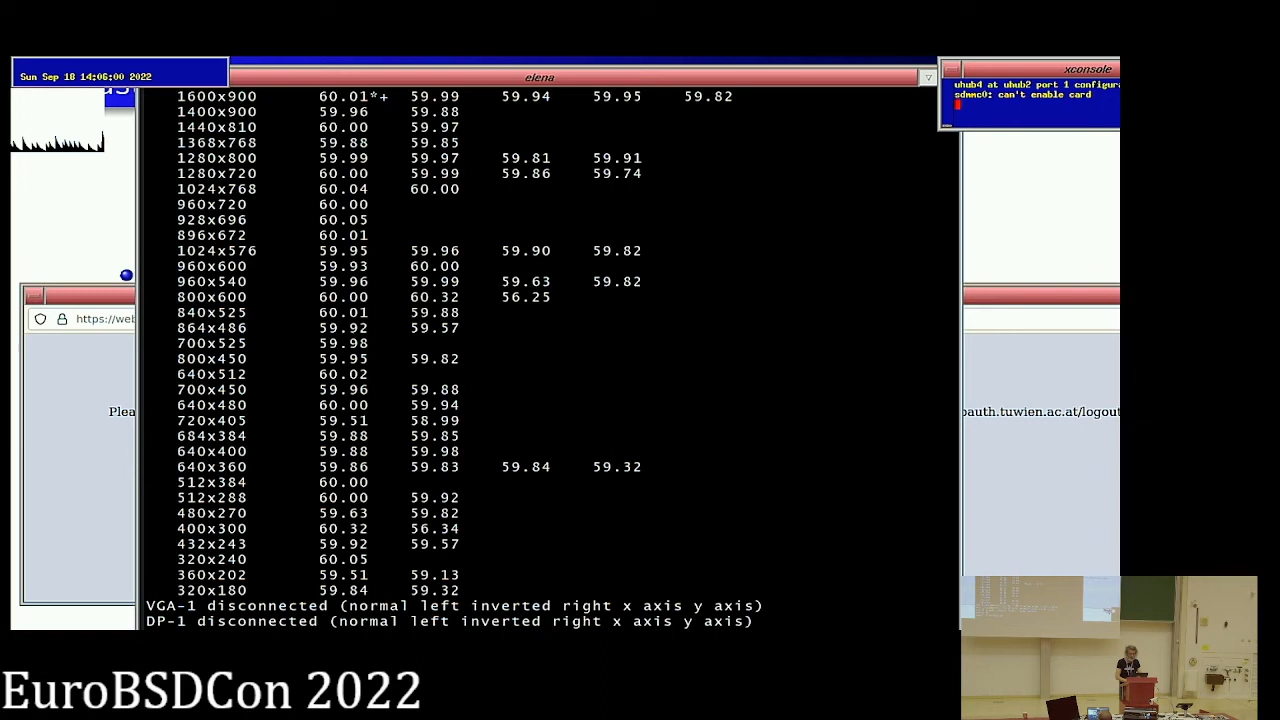 Sun Sep 18 14:06:00 2022
elena
xconsole
uhub4 at uhub2 port 1 configura
sdmmc0: can't enable card
1600x900 60.01*+ 59.99 59.94 59.95 59.82
1400x900 59.96 59.88
1440x810 60.00 59.97
1368x768 59.88 59.85
1280x800 59.99 59.97 59.81 59.91
1280x720 60.00 59.99 59.86 59.74
1024x768 60.04 60.00
960x720 60.00
928x696 60.05
896x672 60.01
1024x576 59.95 59.96 59.90 59.82
960x600 59.93 60.00
960x540 59.96 59.99 59.63 59.82
800x600 60.00 60.32 56.25
840x525 60.01 59.88
864x486 59.92 59.57
700x525 59.98
800x450 59.95 59.82
640x512 60.02
700x450 59.96 59.88
640x480 60.00 59.94
720x405 59.51 58.99
684x384 59.88 59.85
640x400 59.88 59.98
640x360 59.86 59.83 59.84 59.32
512x384 60.00
512x288 60.00 59.92
480x270 59.63 59.82
400x300 60.32 56.34
432x243 59.92 59.57
320x240 60.05
360x202 59.51 59.13
320x180 59.84 59.32
VGA-1 disconnected (normal left inverted right x axis y axis)
DP-1 disconnected (normal left inverted right x axis y axis)
https://web
Plea
oauth.tuwien.ac.at/logout
EuroBSDCon 2022